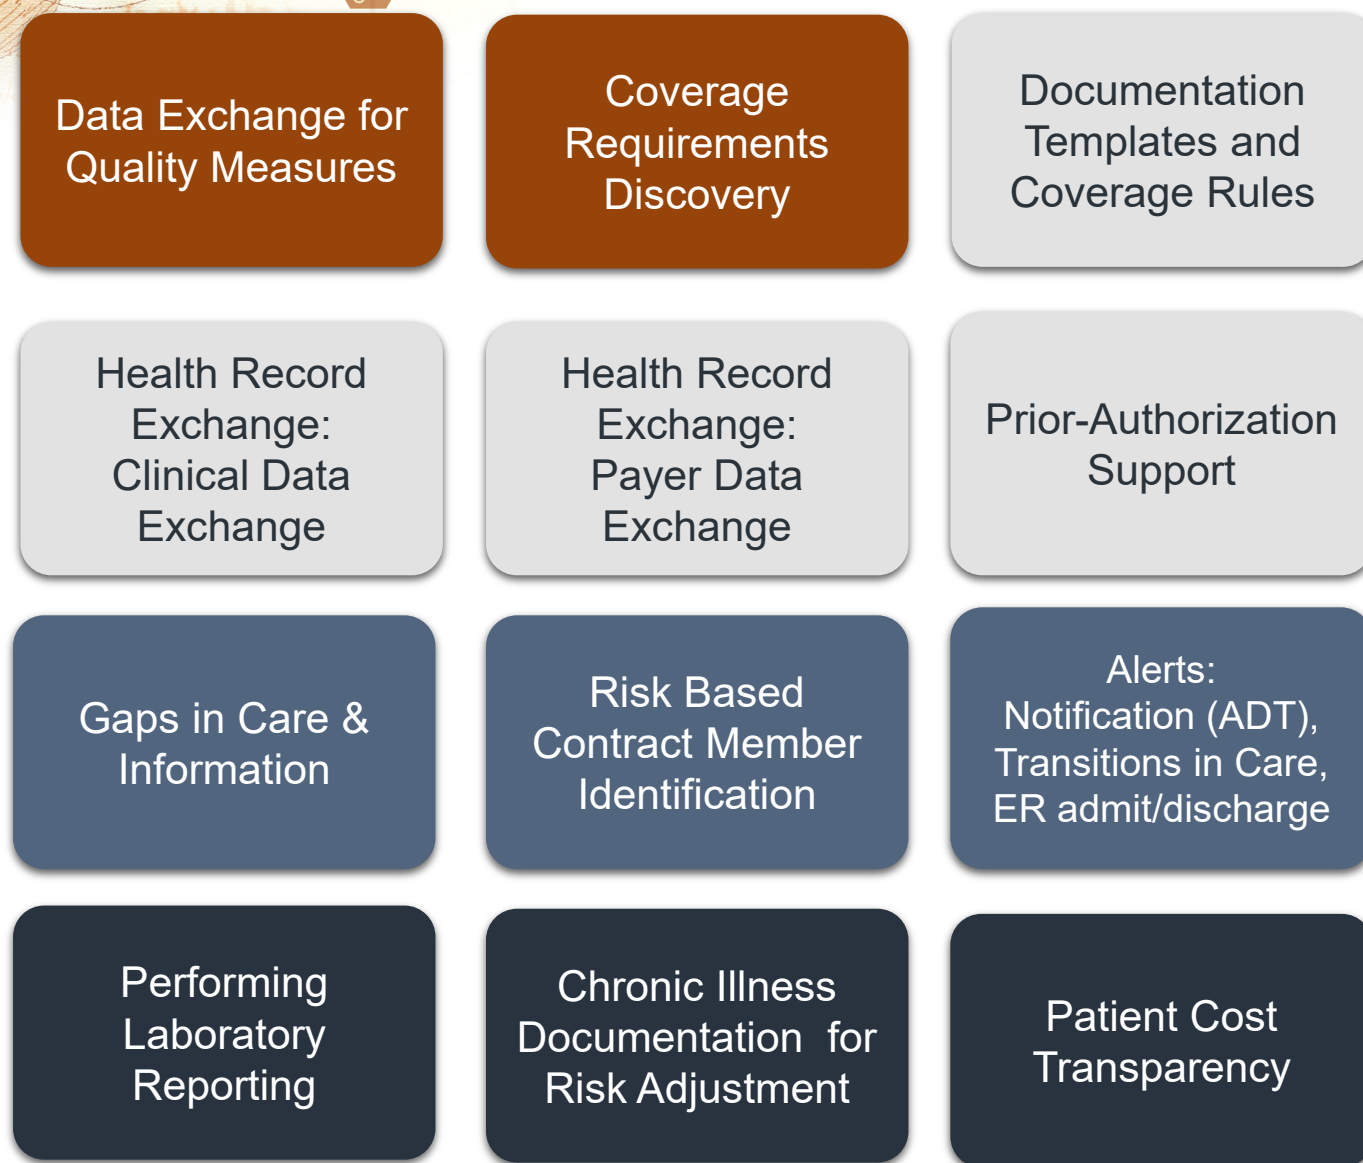 Data Exchange for
Quality Measures
Coverage
Requirements
Discovery
Documentation
Templates and
Coverage Rules
Health Record
Exchange:
Clinical Data
Exchange
Health Record
Exchange:
Payer Data
Exchange
Prior-Authorization
Support
Gaps in Care &
Information
Risk Based
Contract Member
Identification
Alerts:
Notification (ADT),
Transitions in Care,
ER admit/discharge
Performing
Laboratory
Reporting
Chronic Illness
Documentation  for
Risk Adjustment
Patient Cost
Transparency